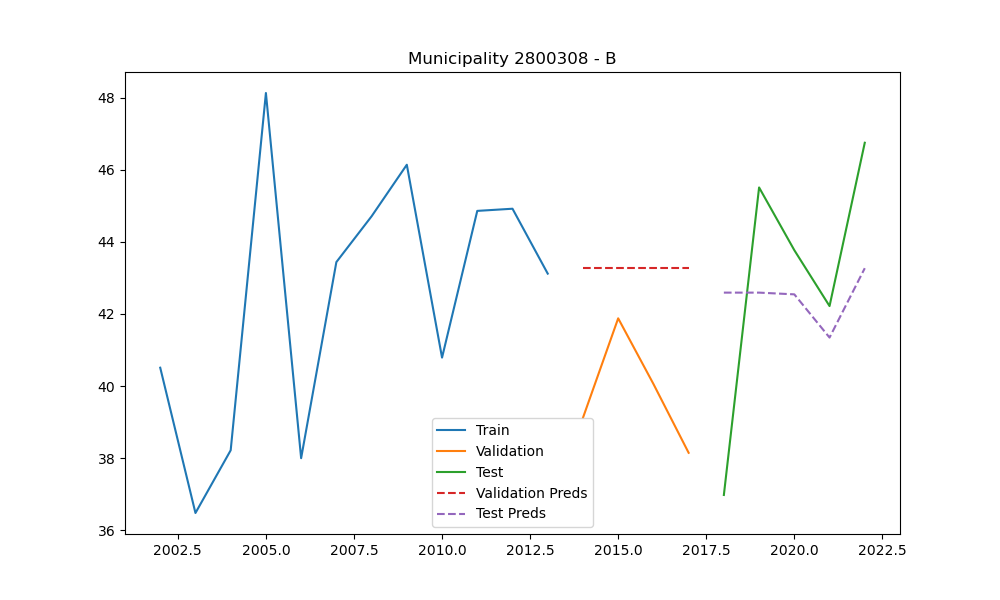 Municipality 2800308 - B
48
46
44
42
40
38
36
Train
Validation
Test
Validation Preds
Test Preds
2002.5 2005.0 2007.5 2010.0 2012.5 2015.0 2017.5 2020.0 2022.5